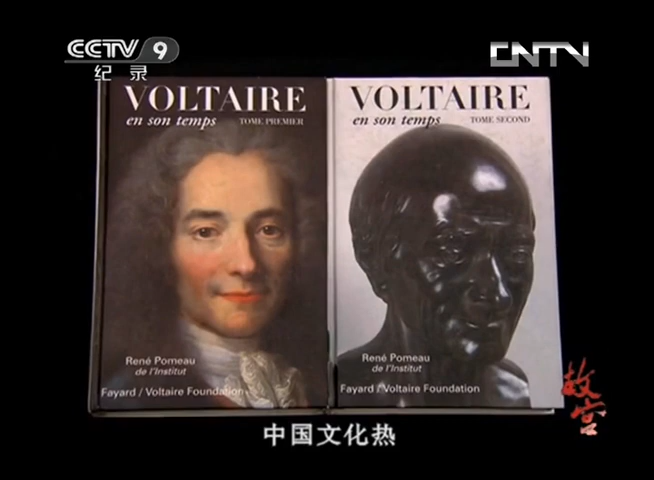 CCTV 9
纪录
CNTV
VOLTAIRE
en son temps TOME PREMIER
René Pomeau
de l'Institut
Fayard / Voltaire Foundation
VOLTAIRE
en son temps TOME SECOND
René Pomeau
de l'Institut
Fayard / Voltaire Foundation
故宫
中国文化热